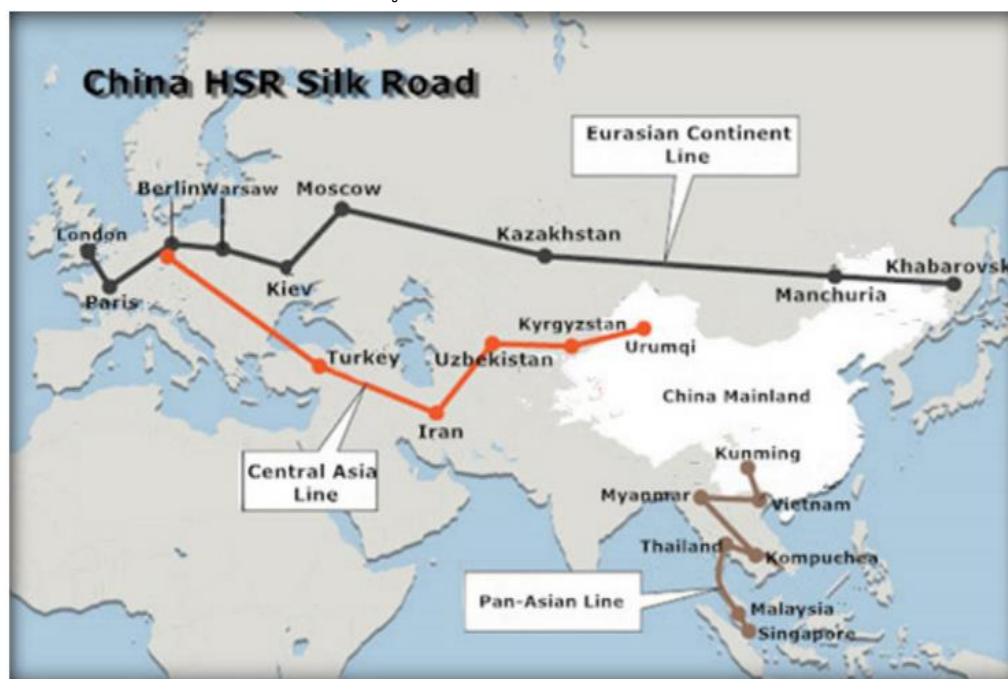 China HSR Silk Road
Eurasian Continent
Line
Berlin Warsaw Moscow
London
Kazakhstan
Khabarovsk
Paris
Kiev
Manchuria
Kyrgyzstan
Turkey
Uzbekistan
Urumqi
China Mainland
Iran
Central Asia
Line
Kunming
Myanmar
Vietnam
Thailand
Kompuchea
Pan-Asian Line
Malaysia
Singapore